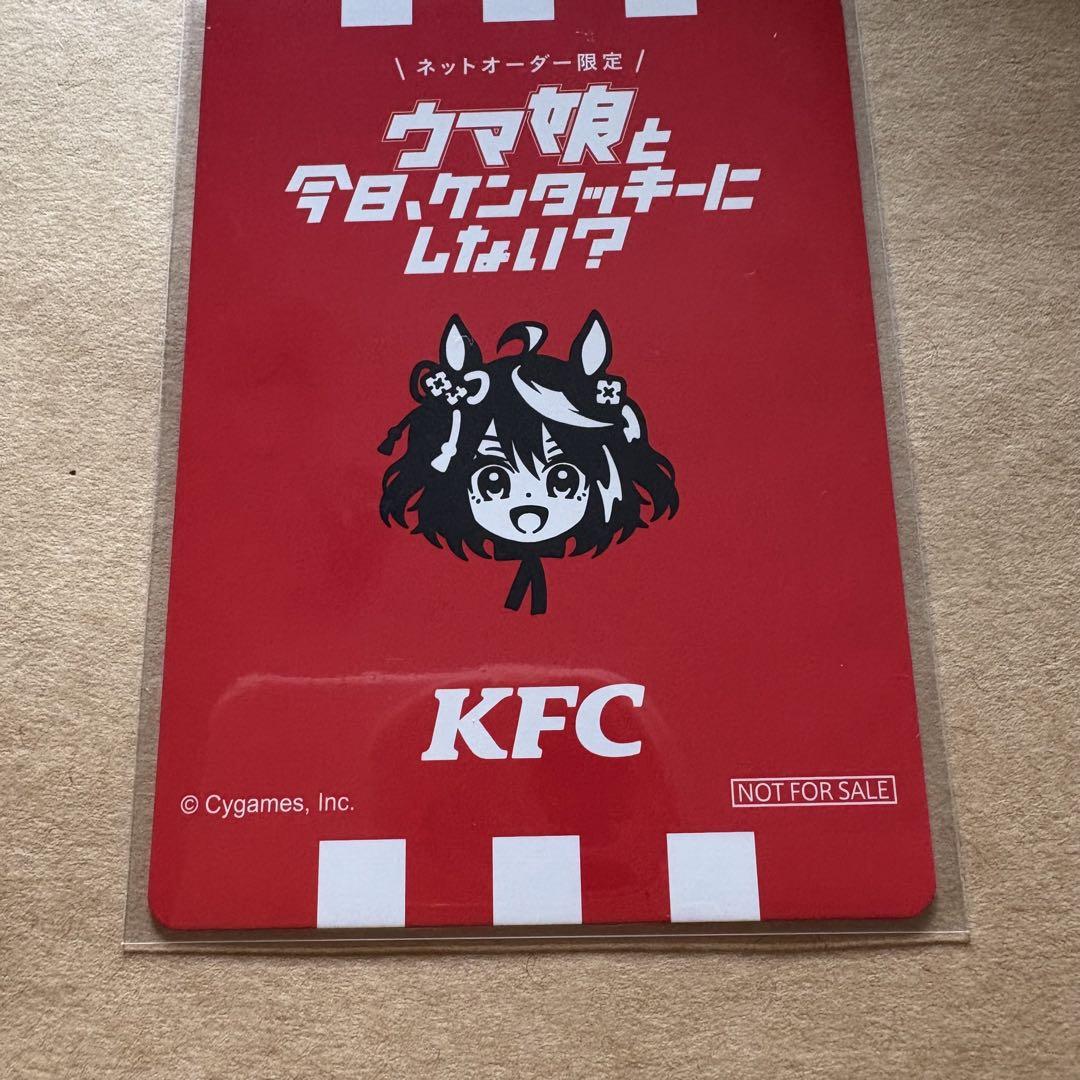 \ ネットオーダー限定 /
ウマ娘と
今日、ケンタッキーに
しない?
KFC
© Cygames, Inc.
NOT FOR SALE